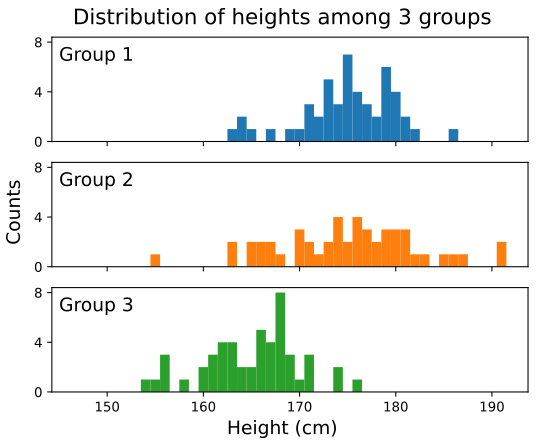 Distribution of heights among 3 groups
8
4
0
Group 1
8
4
0
Group 2
Counts
8
4
0
Group 3
150 160 170 180 190
Height (cm)